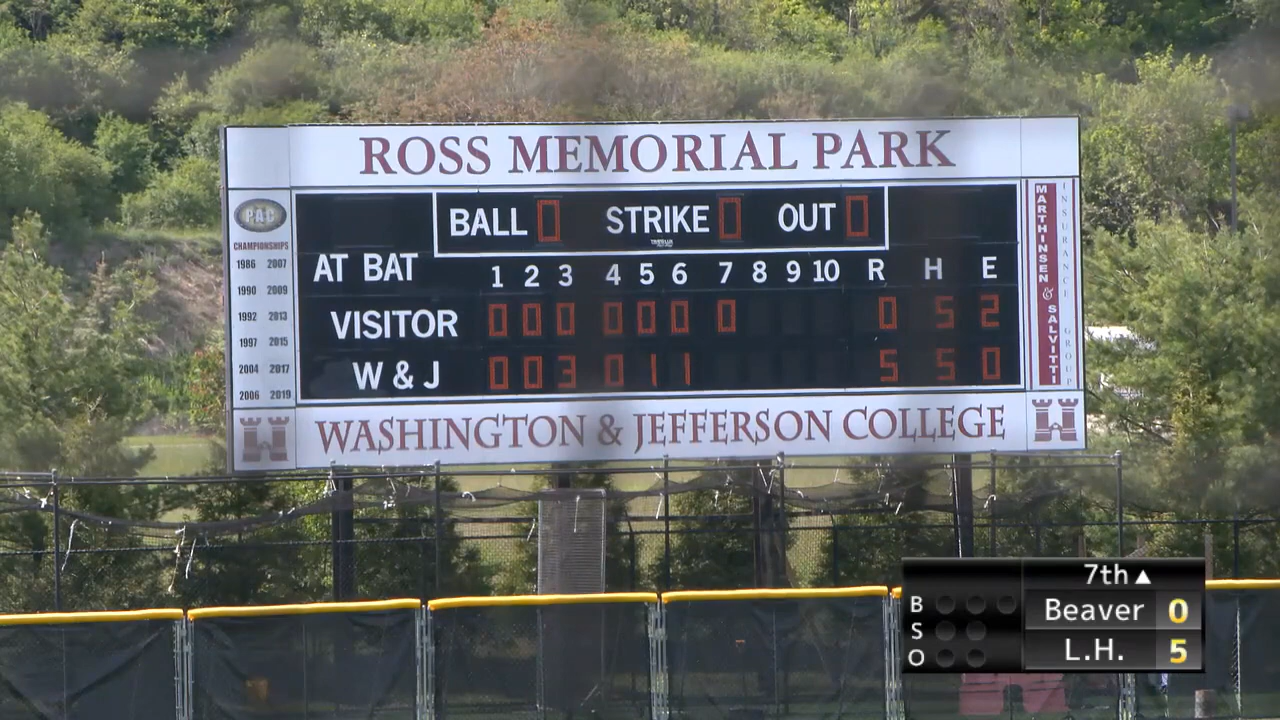 ROSS MEMORIAL PARK
PAC
CHAMPIONSHIPS
1986 2007
1990 2009
1992 2013
1997 2015
2004 2017
2006 2019
BALL 0 STRIKE 0 OUT 0
AT BAT 1 2 3 4 5 6 7 8 9 10 R H E
VISITOR 0 0 0 0 0 0 0 0 5 2
W & J 0 0 3 0 1 1 5 5 0
MARTHINSEN & SALVITTI
INSURANCE GROUP
WASHINGTON & JEFFERSON COLLEGE
7th▲
B
S
O
Beaver 0
L.H. 5